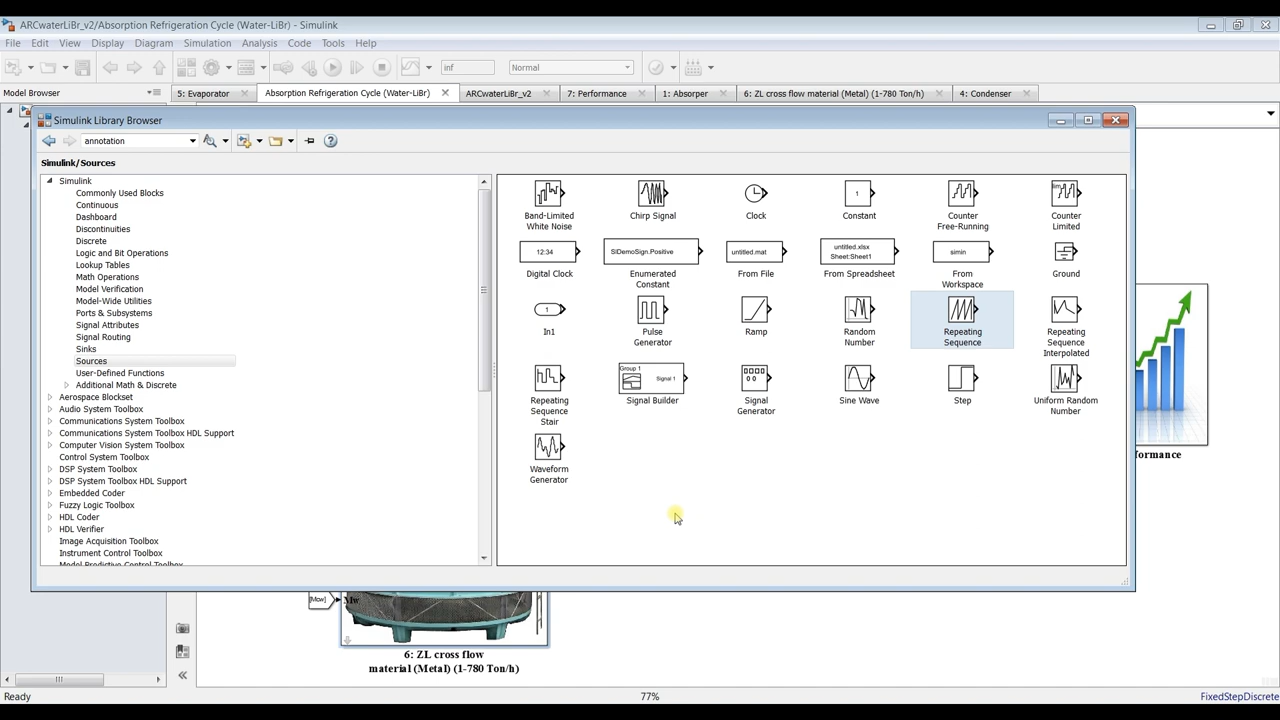 ARCwaterLiBr_v2/Absorption Refrigeration Cycle (Water-LiBr) - Simulink
File Edit View Display Diagram Simulation Analysis Code Tools Help
inf Normal
Model Browser
5: Evaporator Absorption Refrigeration Cycle (Water-LiBr) ARCwaterLiBr_v2 7: Performance 1: Absorper 6: ZL cross flow material (Metal) (1-780 Ton/h) 4: Condenser
Simulink Library Browser
annotation
Simulink/Sources
Simulink
Commonly Used Blocks
Continuous
Dashboard
Discontinuities
Discrete
Logic and Bit Operations
Lookup Tables
Math Operations
Model Verification
Model-Wide Utilities
Ports & Subsystems
Signal Attributes
Signal Routing
Sinks
Sources
User-Defined Functions
Additional Math & Discrete
Aerospace Blockset
Audio System Toolbox
Communications System Toolbox
Communications System Toolbox HDL Support
Computer Vision System Toolbox
Control System Toolbox
DSP System Toolbox
DSP System Toolbox HDL Support
Embedded Coder
Fuzzy Logic Toolbox
HDL Coder
HDL Verifier
Image Acquisition Toolbox
Instrument Control Toolbox
Model Predictive Control Toolbox
Band-Limited
White Noise
Chirp Signal
Clock
1
Constant
Counter
Free-Running
lim
Counter
Limited
12:34
Digital Clock
SlDemoSign.Positive
Enumerated
Constant
untitled.mat
From File
untitled.xlsx
Sheet:Sheet1
From Spreadsheet
simin
From
Workspace
Ground
1
In1
Pulse
Generator
Ramp
Random
Number
Repeating
Sequence
Repeating
Sequence
Interpolated
Repeating
Sequence
Stair
Group 1
Signal 1
Signal Builder
Signal
Generator
Sine Wave
Step
Uniform Random
Number
Waveform
Generator
formance
[Mcw] Mw
6: ZL cross flow
material (Metal) (1-780 Ton/h)
Ready 77% FixedStepDiscrete